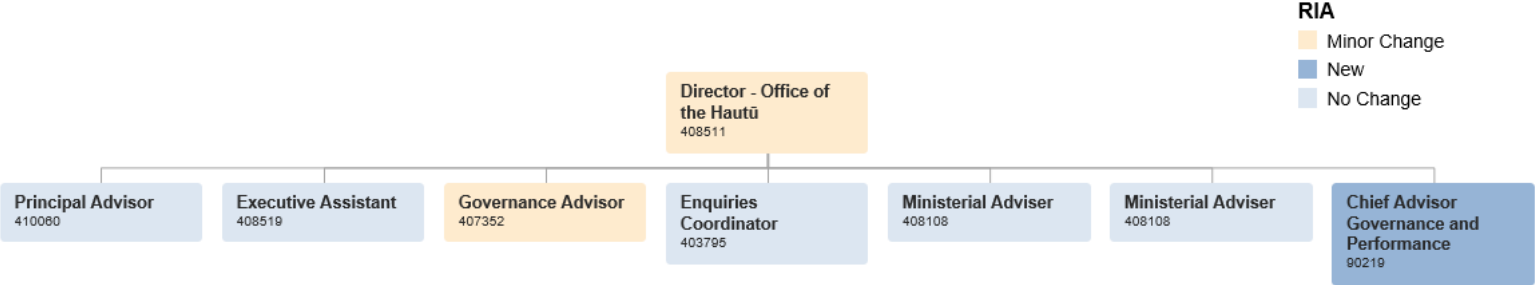 RIA
Minor Change
New
No Change
Director - Office of
the Hautū
408511
Principal Advisor
410060
Executive Assistant
408519
Governance Advisor
407352
Enquiries
Coordinator
403795
Ministerial Adviser
408108
Ministerial Adviser
408108
Chief Advisor
Governance and
Performance
90219